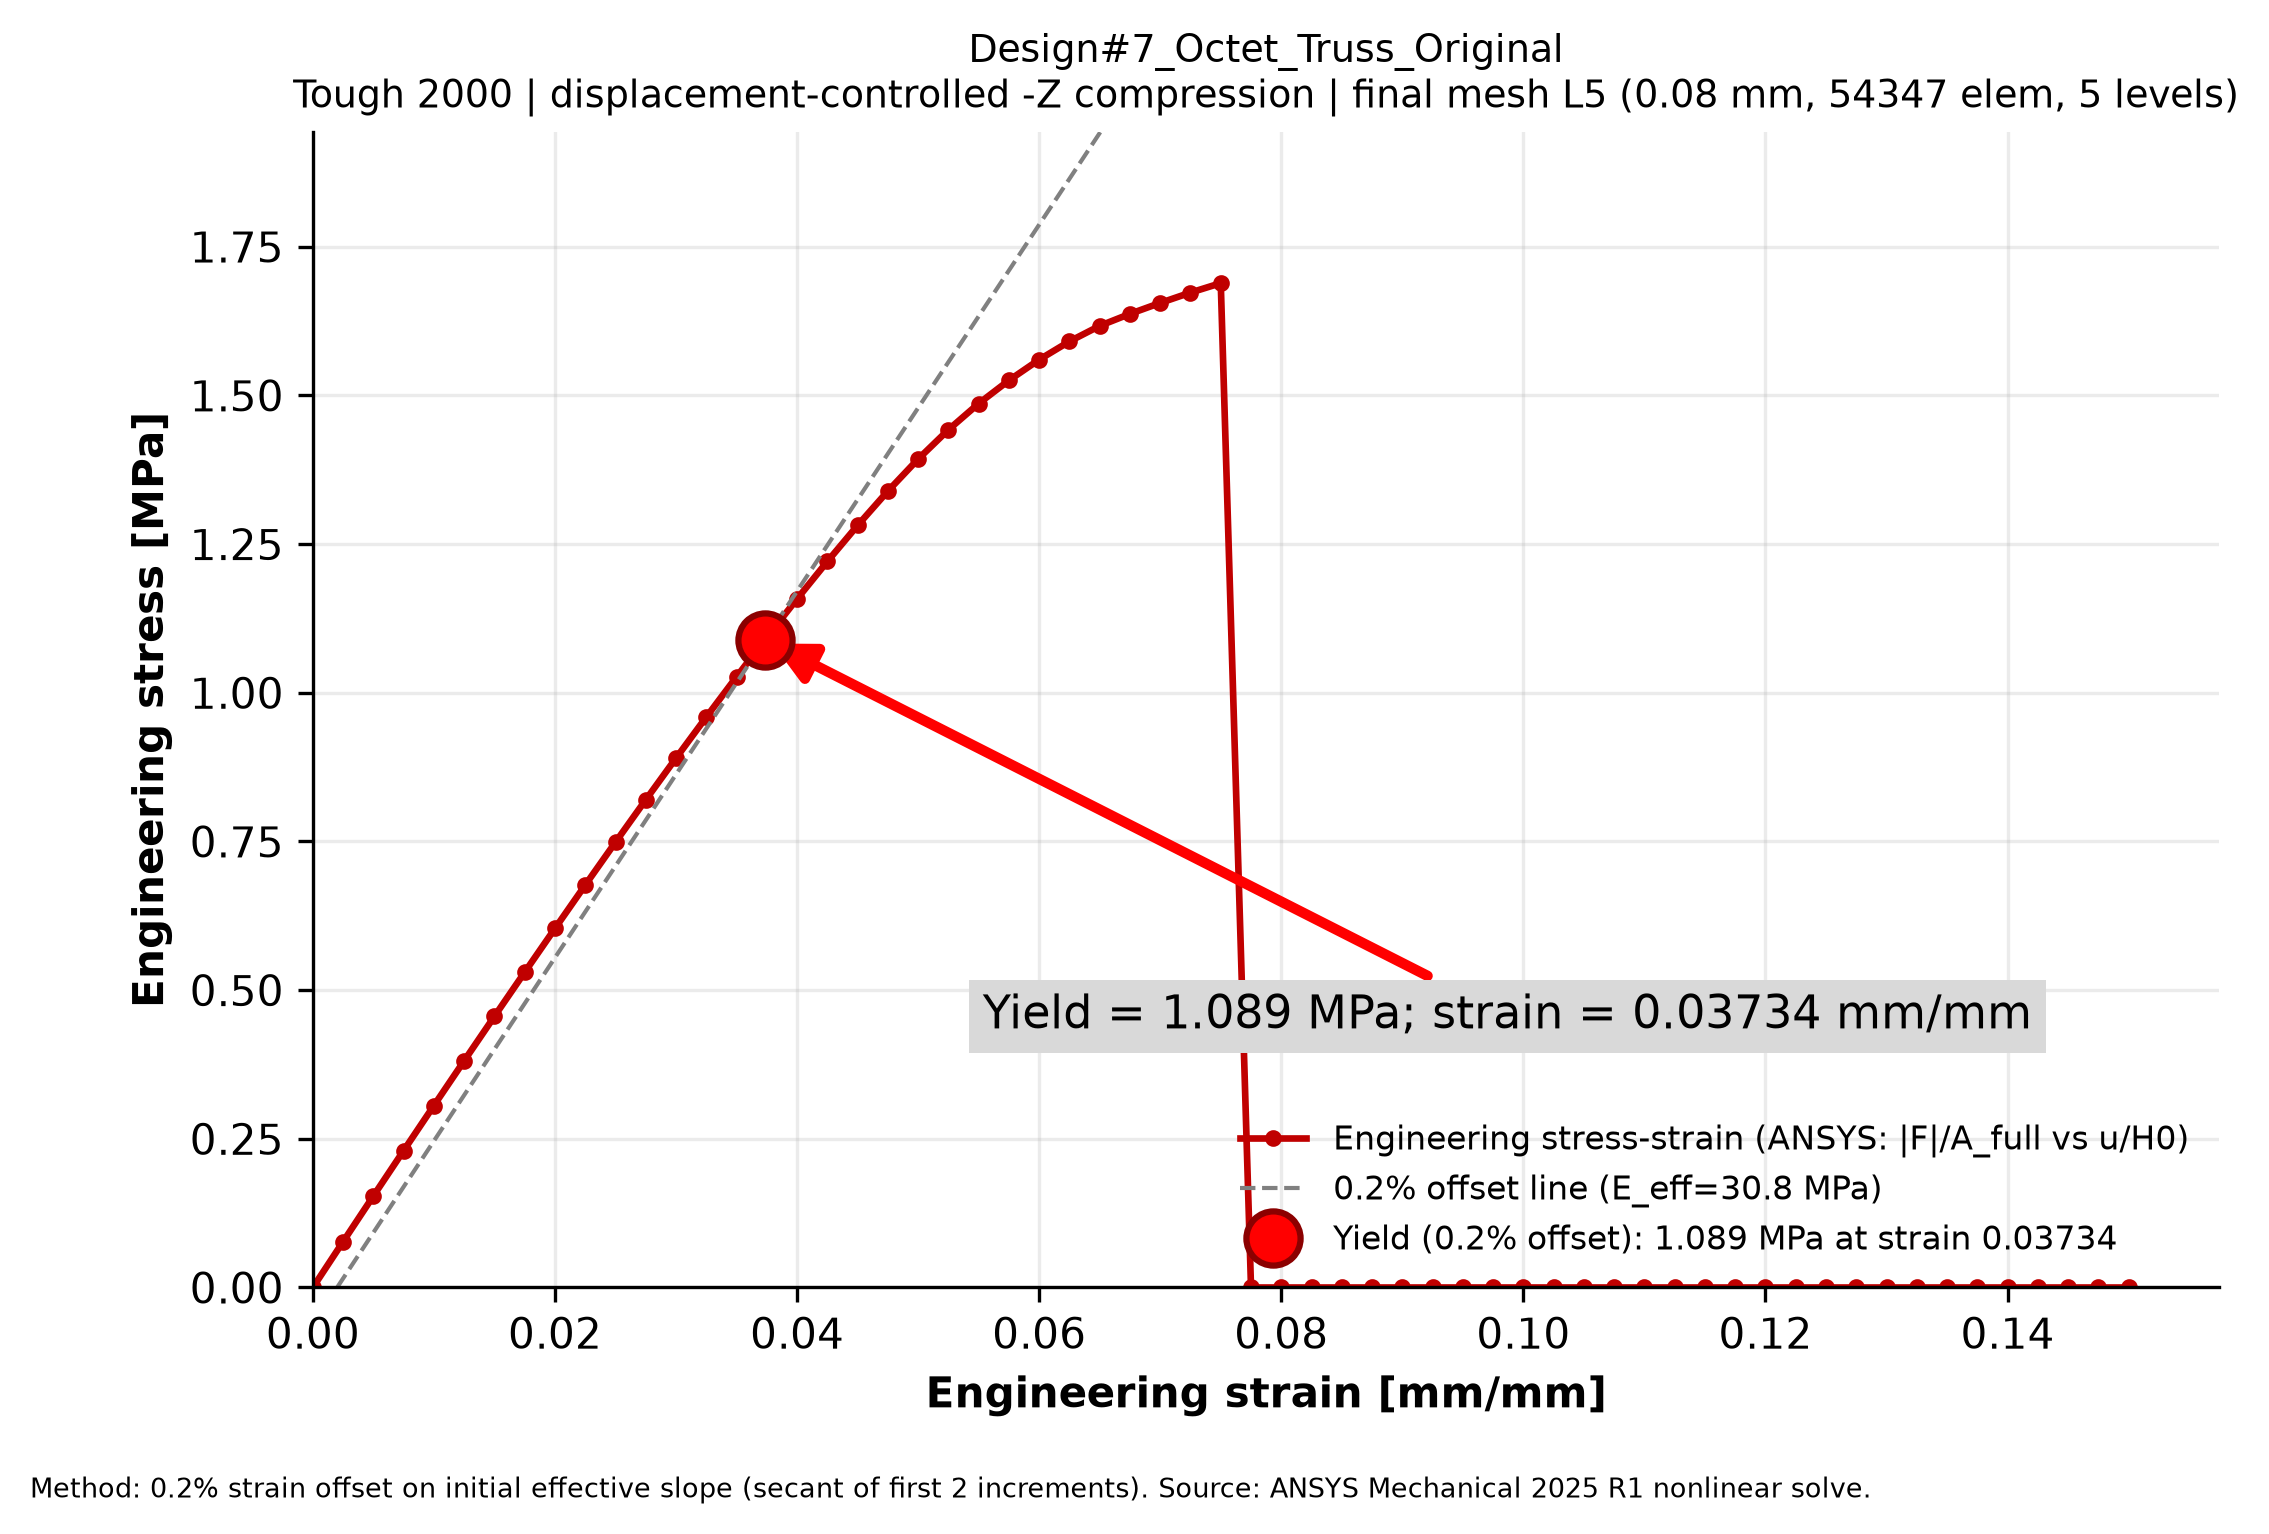 Design#7_Octet_Truss_Original
Tough 2000 | displacement-controlled -Z compression | final mesh L5 (0.08 mm, 54347 elem, 5 levels)
Engineering stress [MPa]
1.75
1.50
1.25
1.00
0.75
0.50
0.25
0.00
Yield = 1.089 MPa; strain = 0.03734 mm/mm
Engineering stress-strain (ANSYS: |F|/A_full vs u/H0)
0.2% offset line (E_eff=30.8 MPa)
Yield (0.2% offset): 1.089 MPa at strain 0.03734
0.00 0.02 0.04 0.06 0.08 0.10 0.12 0.14
Engineering strain [mm/mm]
Method: 0.2% strain offset on initial effective slope (secant of first 2 increments). Source: ANSYS Mechanical 2025 R1 nonlinear solve.